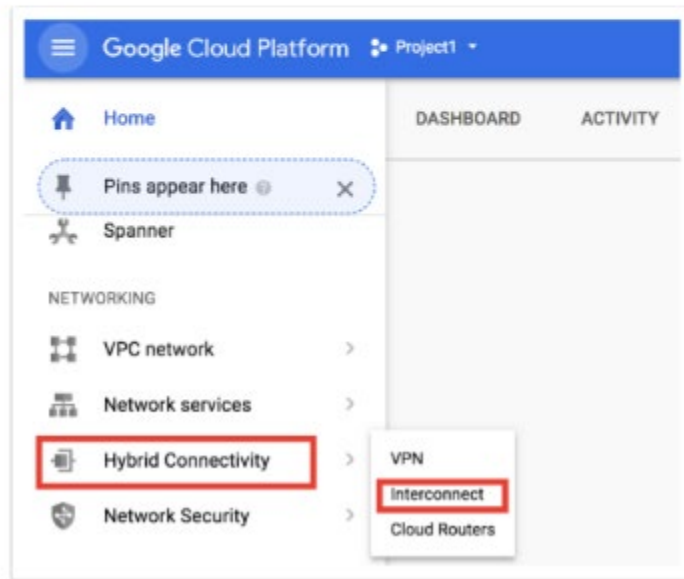 Google Cloud Platform Project1
Home
DASHBOARD ACTIVITY
Pins appear here
Spanner
NETWORKING
VPC network
Network services
Hybrid Connectivity
VPN
Interconnect
Network Security
Cloud Routers